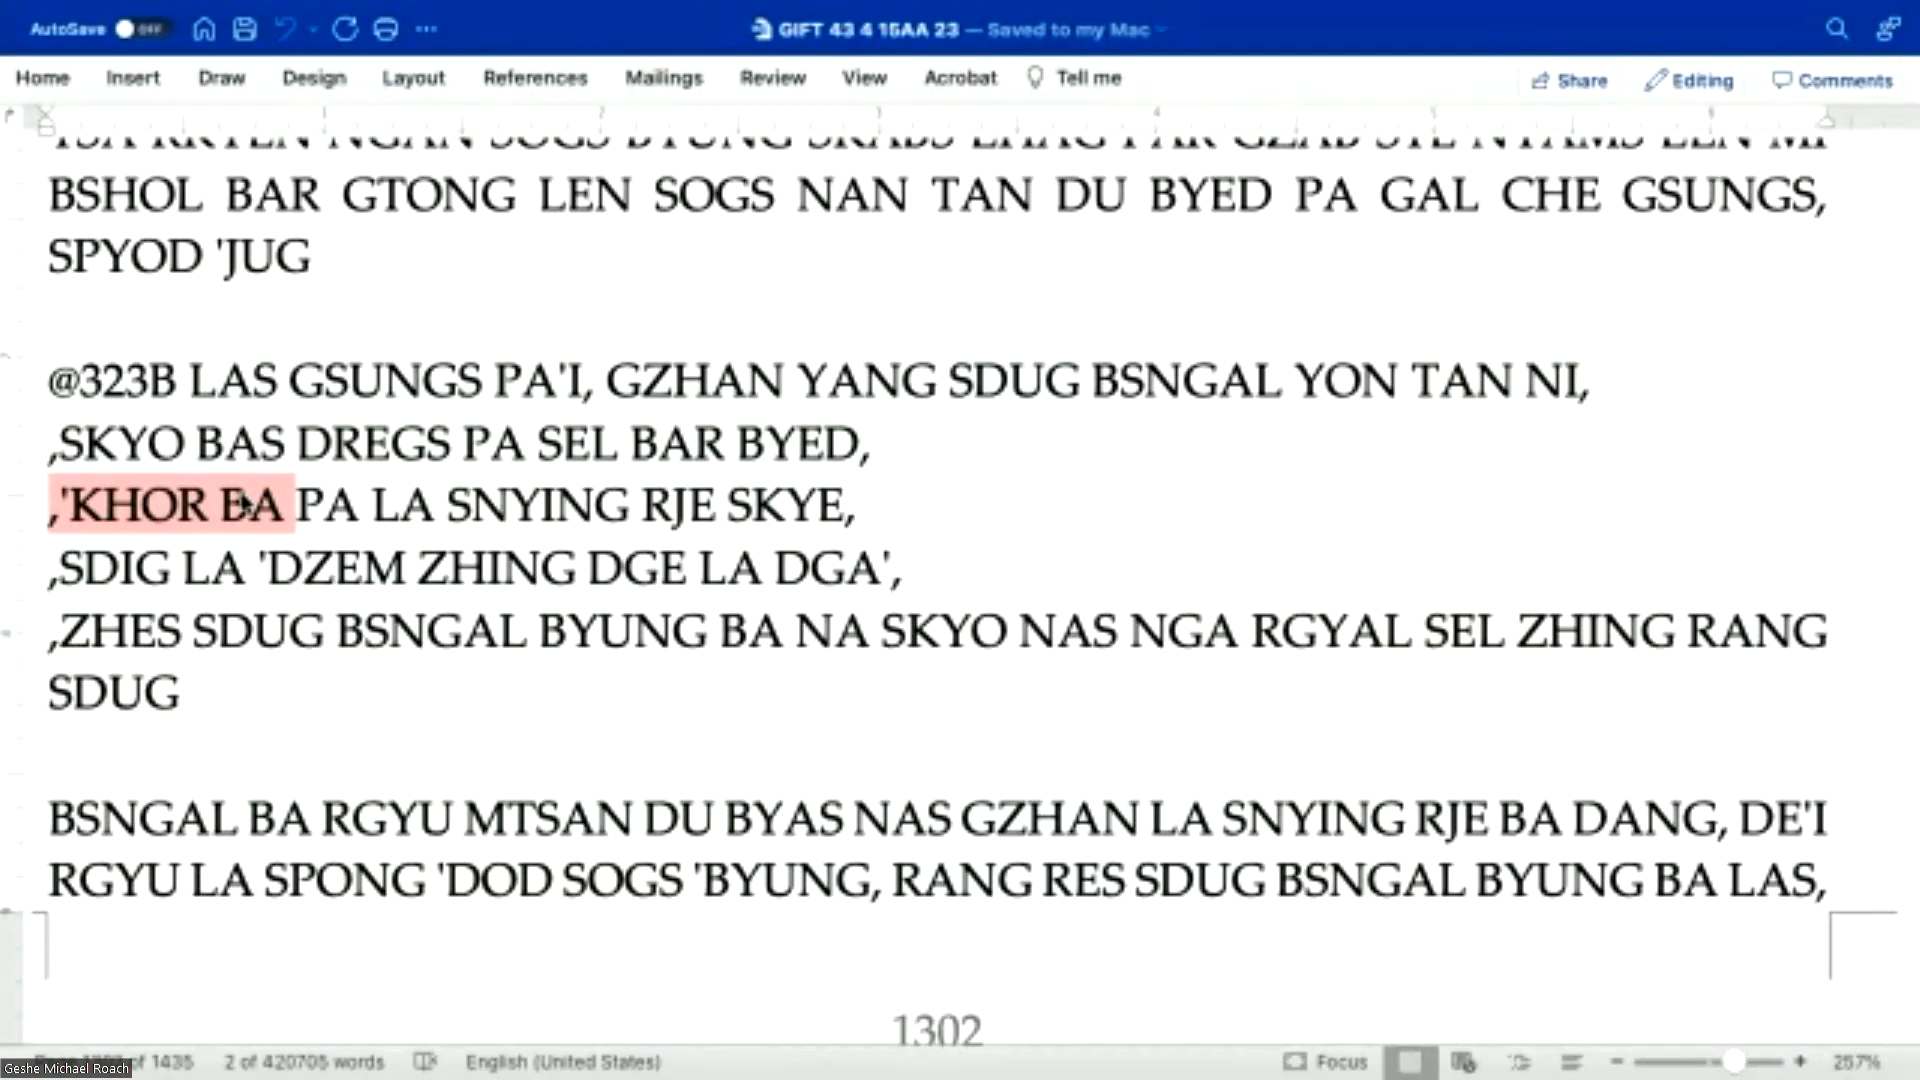 AutoSave OFF GIFT 43 4 15AA 23 — Saved to my Mac
Home Insert Draw Design Layout References Mailings Review View Acrobat Tell me Share Editing Comments
BSHOL BAR GTONG LEN SOGS NAN TAN DU BYED PA GAL CHE GSUNGS,
SPYOD 'JUG
@323B LAS GSUNGS PA'I, GZHAN YANG SDUG BSNGAL YON TAN NI,
,SKYO BAS DREGS PA SEL BAR BYED,
,'KHOR BA PA LA SNYING RJE SKYE,
,SDIG LA 'DZEM ZHING DGE LA DGA',
,ZHES SDUG BSNGAL BYUNG BA NA SKYO NAS NGA RGYAL SEL ZHING RANG
SDUG
BSNGAL BA RGYU MTSAN DU BYAS NAS GZHAN LA SNYING RJE BA DANG, DE'I
RGYU LA SPONG 'DOD SOGS 'BYUNG, RANG RES SDUG BSNGAL BYUNG BA LAS,
1302
of 1435 2 of 420705 words English (United States) Focus 257%
Geshe Michael Roach